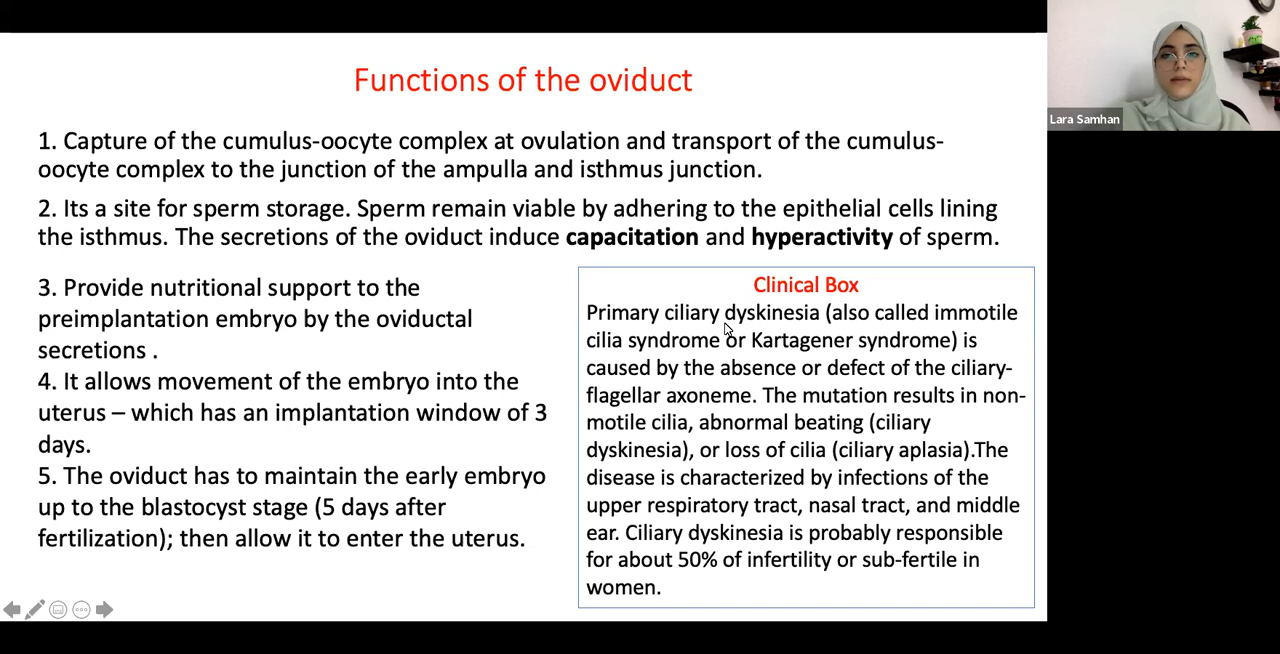 Functions of the oviduct
1. Capture of the cumulus-oocyte complex at ovulation and transport of the cumulus-
oocyte complex to the junction of the ampulla and isthmus junction.
2. Its a site for sperm storage. Sperm remain viable by adhering to the epithelial cells lining
the isthmus. The secretions of the oviduct induce capacitation and hyperactivity of sperm.
3. Provide nutritional support to the
preimplantation embryo by the oviductal
secretions .
4. It allows movement of the embryo into the
uterus – which has an implantation window of 3
days.
5. The oviduct has to maintain the early embryo
up to the blastocyst stage (5 days after
fertilization); then allow it to enter the uterus.
Clinical Box
Primary ciliary dyskinesia (also called immotile
cilia syndrome or Kartagener syndrome) is
caused by the absence or defect of the ciliary-
flagellar axoneme. The mutation results in non-
motile cilia, abnormal beating (ciliary
dyskinesia), or loss of cilia (ciliary aplasia).The
disease is characterized by infections of the
upper respiratory tract, nasal tract, and middle
ear. Ciliary dyskinesia is probably responsible
for about 50% of infertility or sub-fertile in
women.
Lara Samhan